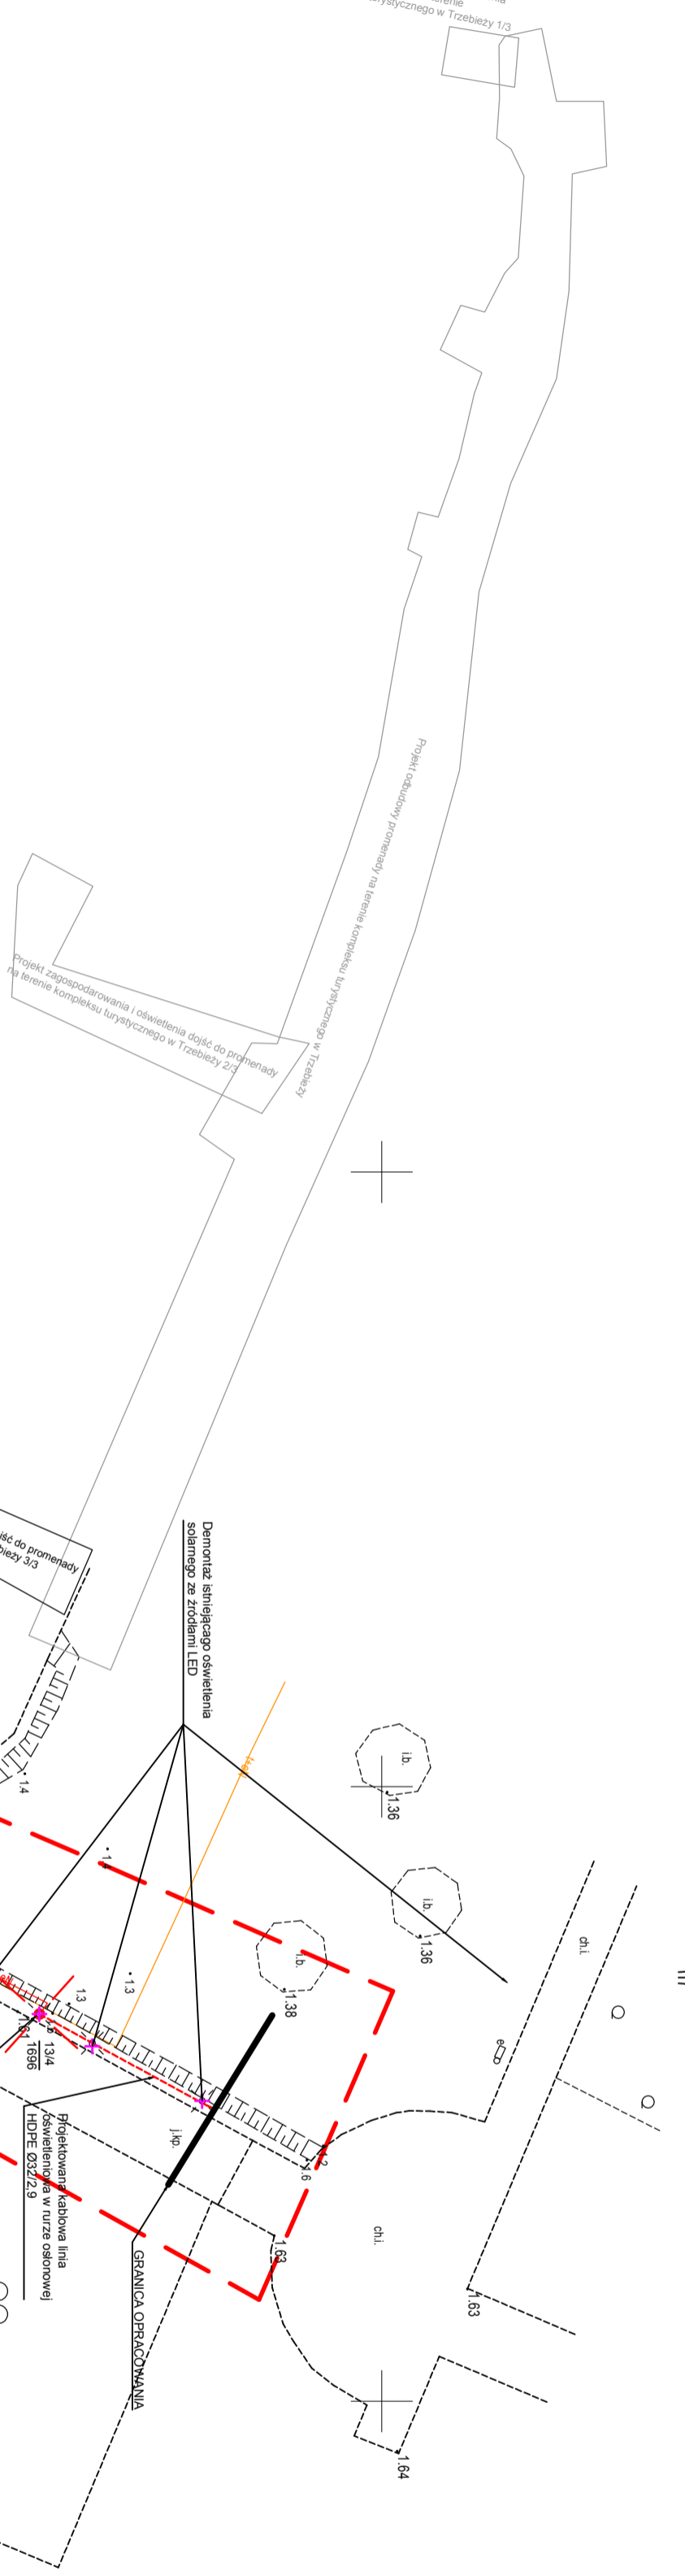 turystycznego w Trzebieży 1/3
Projekt odbudowy promenady na terenie kompleksu turystycznego w Trzebieży
Projekt zagospodarowania i oświetlenia dojść do promenady
na terenie kompleksu turystycznego w Trzebieży 2/3
do promenady
3/3
Demontaż istniejącego oświetlenia
solarnego ze źródłami LED
i.b.
1.36
i.b.
1.36
i.b.
1.38
ch.i.
1.4
1.3
1.3
13/4
1696
j.kp.
1.2
1.6
1.63
ch.i.
1.63
1.64
Projektowana kablowa linia
oświetleniowa w rurze osłonowej
HDPE Ø32/2,9
GRANICA OPRACOWANIA